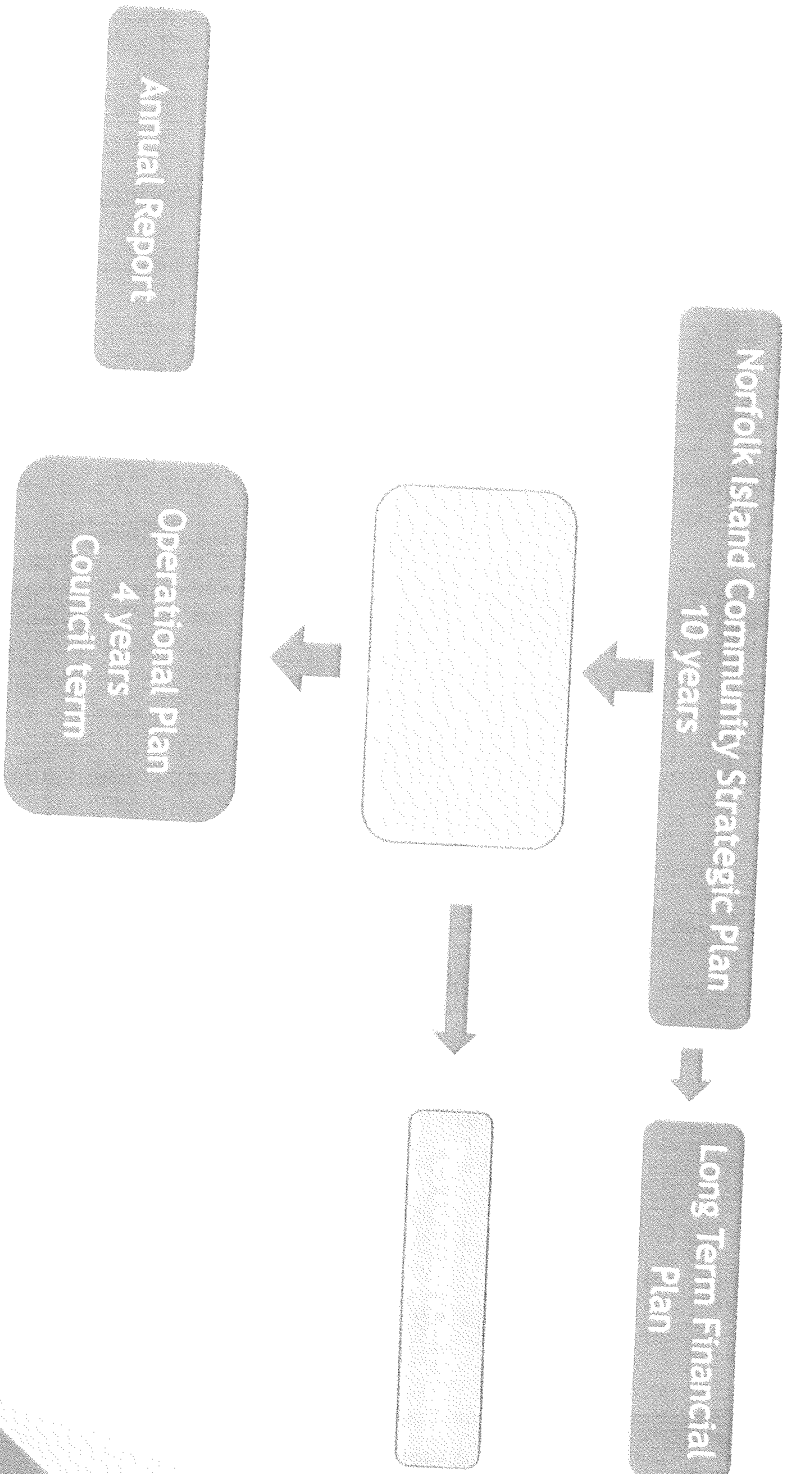 Norfolk Island Community Strategic Plan
10 years
Long Term Financial
Plan
Annual Report
Operational Plan
4 years
Council term